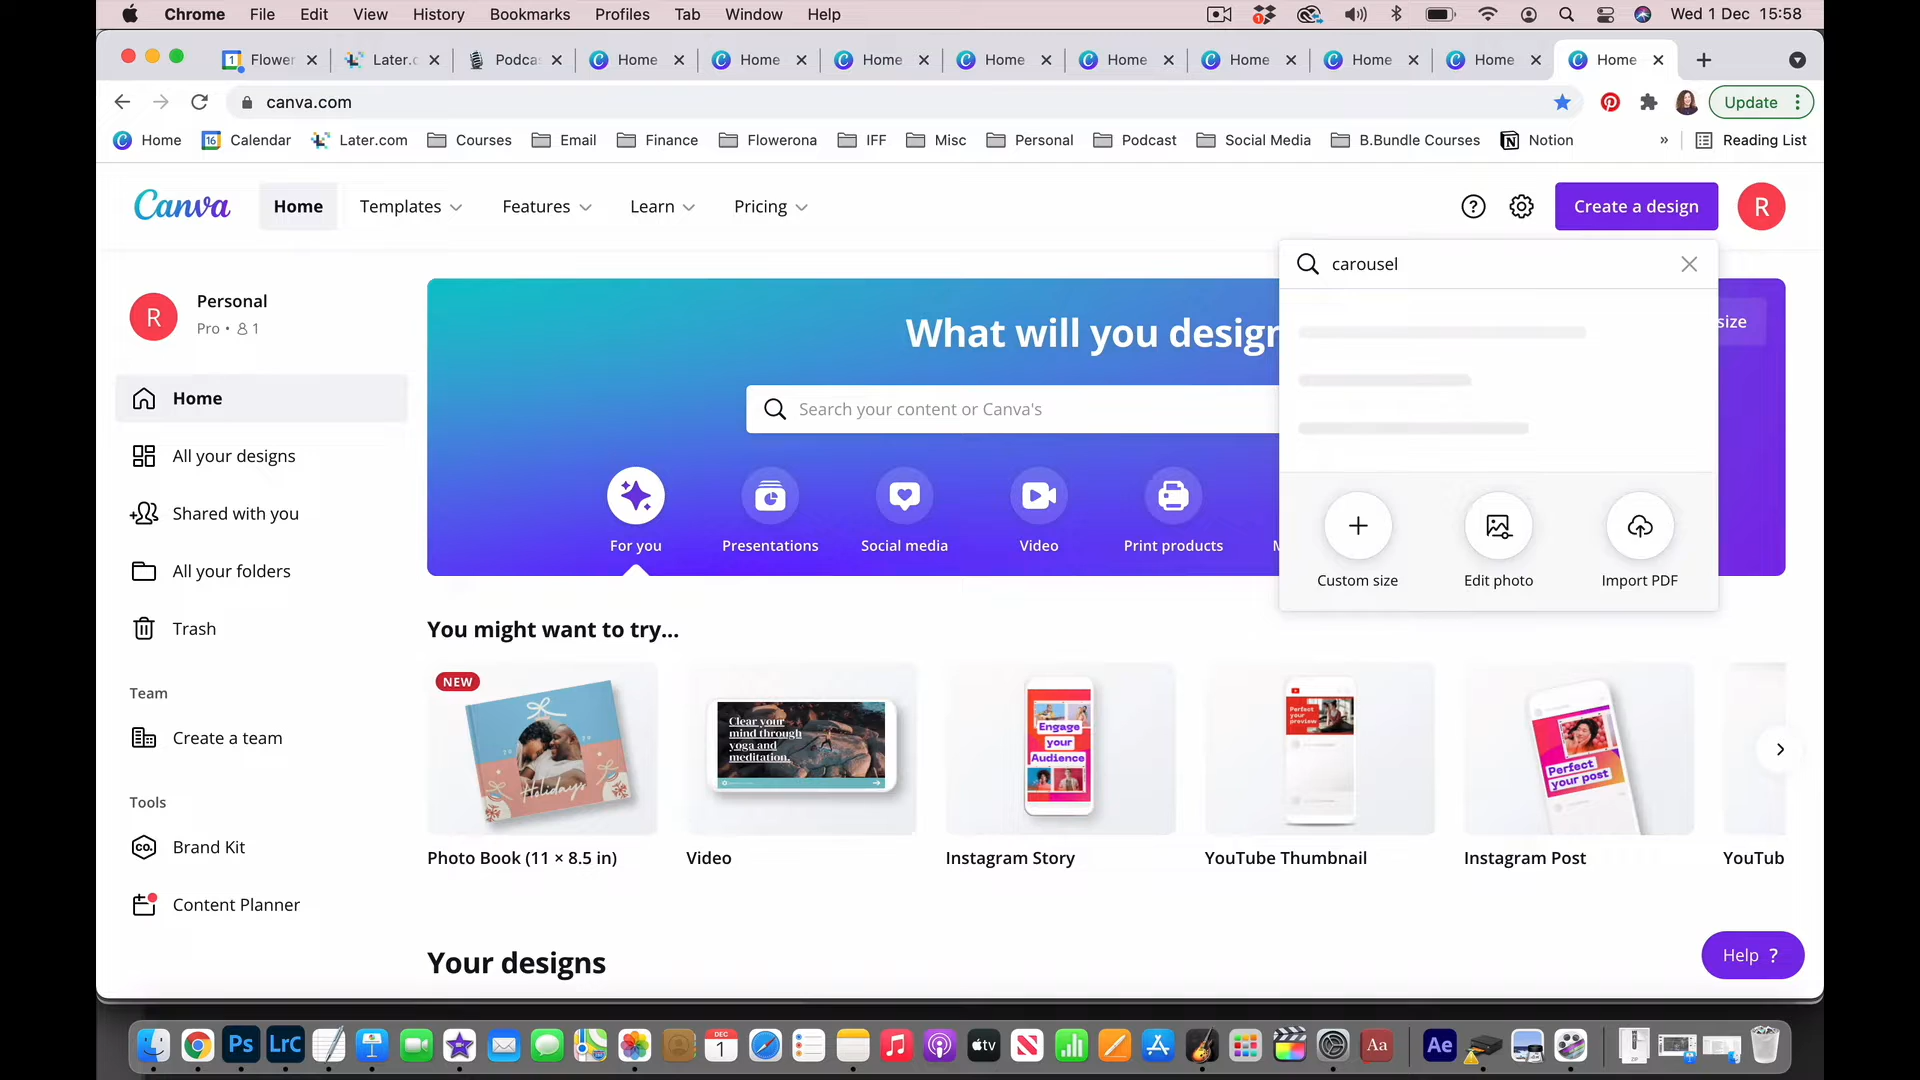 Chrome File Edit View History Bookmarks Profiles Tab Window Help
Wed 1 Dec 15:58
Flower Later.c Podca Home Home Home Home Home Home Home Home Home
canva.com
Update
Home Calendar Later.com Courses Email Finance Flowerona IFF Misc Personal Podcast Social Media B.Bundle Courses Notion » Reading List
Canva Home Templates Features Learn Pricing
Create a design
R
carousel
R
Personal
Pro • 1
What will you design
size
Search your content or Canva's
Home
All your designs
Shared with you
All your folders
Trash
For you Presentations Social media Video Print products
Custom size Edit photo Import PDF
You might want to try...
Team
Create a team
Tools
Brand Kit
Content Planner
NEW
Holidays
Clear your
mind through
yoga and
meditation.
Engage
your
Audience
Perfect
your
preview
Perfect
your post
Photo Book (11 × 8.5 in) Video Instagram Story YouTube Thumbnail Instagram Post YouTub
Your designs
Help ?
Ps LrC DEC 1 tv Aa Ae